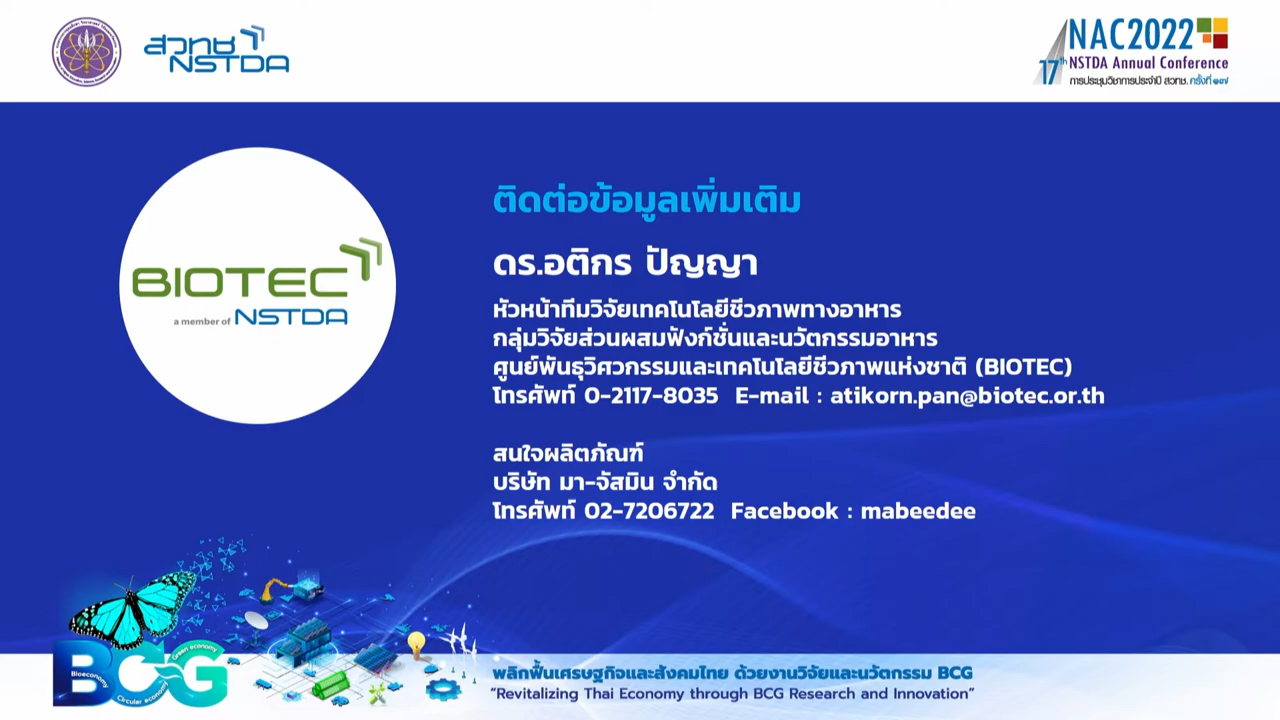 สวทช
NSTDA
NAC2022
17th NSTDA Annual Conference
การประชุมวิชาการประจำปี สวทช. ครั้งที่ ๑๗
BIOTEC
a member of NSTDA
ติดต่อข้อมูลเพิ่มเติม
ดร.อติกร ปัญญา
หัวหน้าทีมวิจัยเทคโนโลยีชีวภาพทางอาหาร
กลุ่มวิจัยส่วนผสมฟังก์ชั่นและนวัตกรรมอาหาร
ศูนย์พันธุวิศวกรรมและเทคโนโลยีชีวภาพแห่งชาติ (BIOTEC)
โทรศัพท์ 0-2117-8035 E-mail : atikorn.pan@biotec.or.th
สนใจผลิตภัณฑ์
บริษัท มา-จัสมิน จำกัด
โทรศัพท์ 02-7206722 Facebook : mabeedee
BCG
Bioeconomy
Circular economy
Green economy
พลิกฟื้นเศรษฐกิจและสังคมไทย ด้วยงานวิจัยและนวัตกรรม BCG
“Revitalizing Thai Economy through BCG Research and Innovation”